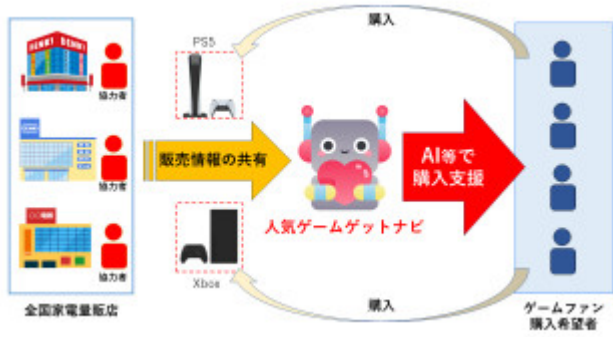 購入
PS5
DENNY DENNY
協力者
協力者
協力者
販売情報の共有
AI等で
購入支援
人気ゲームゲットナビ
Xbox
購入
全国家電量販店
ゲームファン
購入希望者